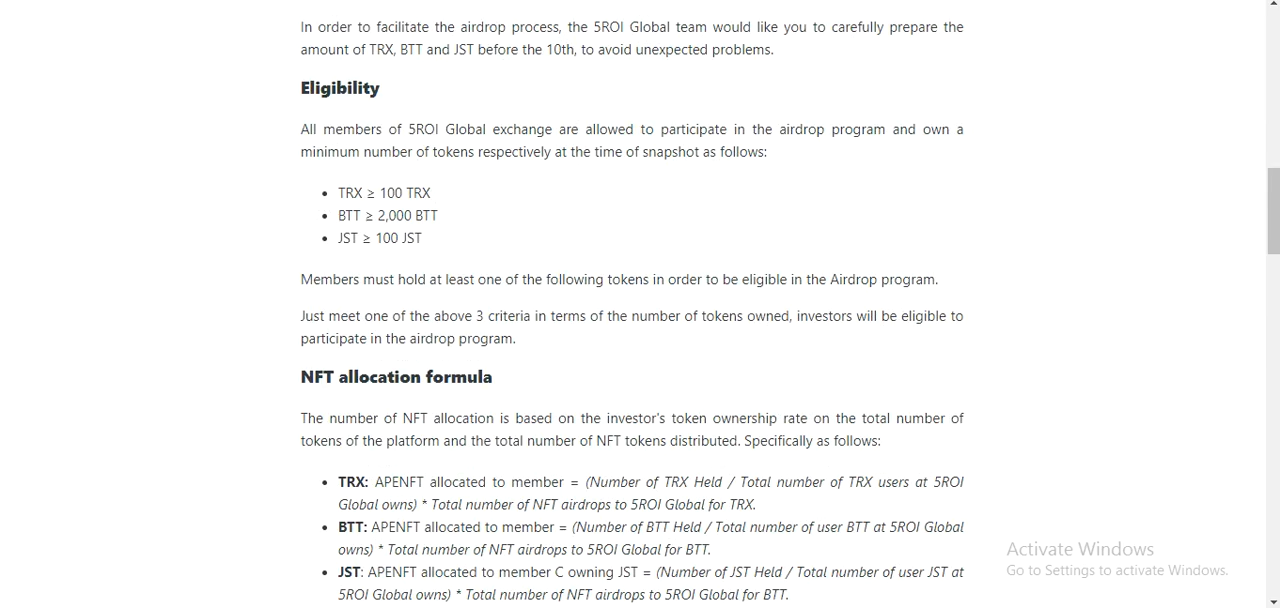 In order to facilitate the airdrop process, the 5ROI Global team would like you to carefully prepare the
amount of TRX, BTT and JST before the 10th, to avoid unexpected problems.
Eligibility
All members of 5ROI Global exchange are allowed to participate in the airdrop program and own a
minimum number of tokens respectively at the time of snapshot as follows:
• TRX ≥ 100 TRX
• BTT ≥ 2,000 BTT
• JST ≥ 100 JST
Members must hold at least one of the following tokens in order to be eligible in the Airdrop program.
Just meet one of the above 3 criteria in terms of the number of tokens owned, investors will be eligible to
participate in the airdrop program.
NFT allocation formula
The number of NFT allocation is based on the investor's token ownership rate on the total number of
tokens of the platform and the total number of NFT tokens distributed. Specifically as follows:
• TRX: APENFT allocated to member = (Number of TRX Held / Total number of TRX users at 5ROI
Global owns) * Total number of NFT airdrops to 5ROI Global for TRX.
• BTT: APENFT allocated to member = (Number of BTT Held / Total number of user BTT at 5ROI Global
owns) * Total number of NFT airdrops to 5ROI Global for BTT.
• JST: APENFT allocated to member C owning JST = (Number of JST Held / Total number of user JST at
5ROI Global owns) * Total number of NFT airdrops to 5ROI Global for BTT.
Activate Windows
Go to Settings to activate Windows.